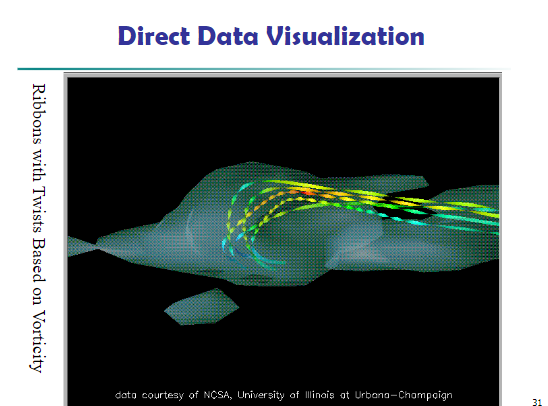 Direct Data Visualization
Ribbons with Twists Based on Vorticity
data courtesy of NCSA, University of Illinois at Urbana-Champaign
31